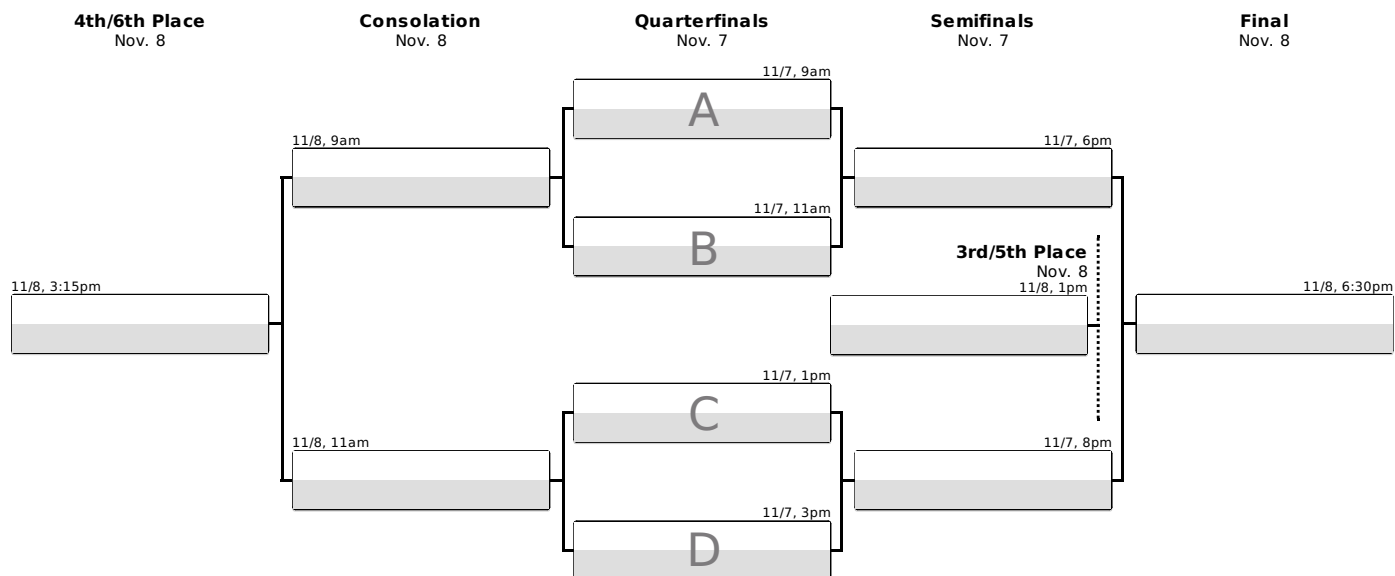 4th/6th Place
Nov. 8
Consolation
Nov. 8
Quarterfinals
Nov. 7
Semifinals
Nov. 7
Final
Nov. 8
11/7, 9am
A
11/8, 9am
11/7, 6pm
11/7, 11am
B
3rd/5th Place
Nov. 8
11/8, 1pm
11/8, 3:15pm
11/8, 6:30pm
11/7, 1pm
C
11/8, 11am
11/7, 8pm
11/7, 3pm
D